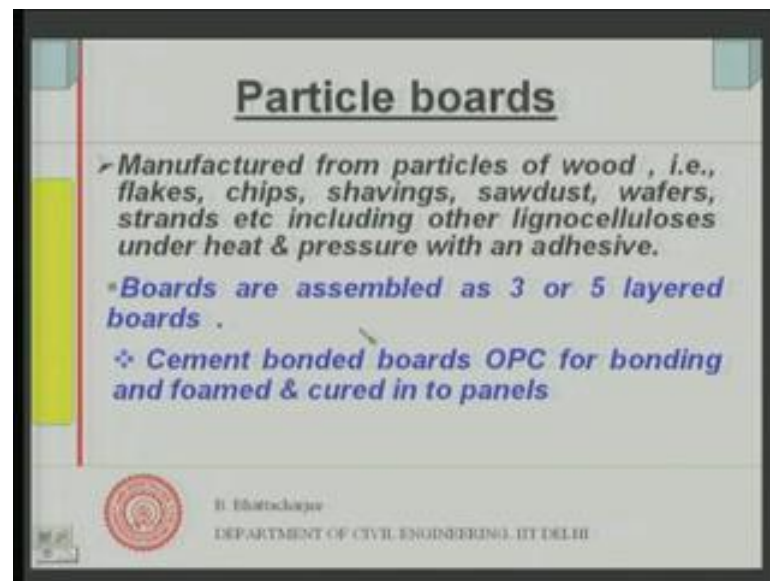 Particle boards
➢Manufactured from particles of wood , i.e.,
flakes, chips, shavings, sawdust, wafers,
strands etc including other lignocelluloses
under heat & pressure with an adhesive.
▪Boards are assembled as 3 or 5 layered
boards .
❖ Cement bonded boards OPC for bonding
and foamed & cured in to panels
B. Bhattacharjee
DEPARTMENT OF CIVIL ENGINEERING, IIT DELHI